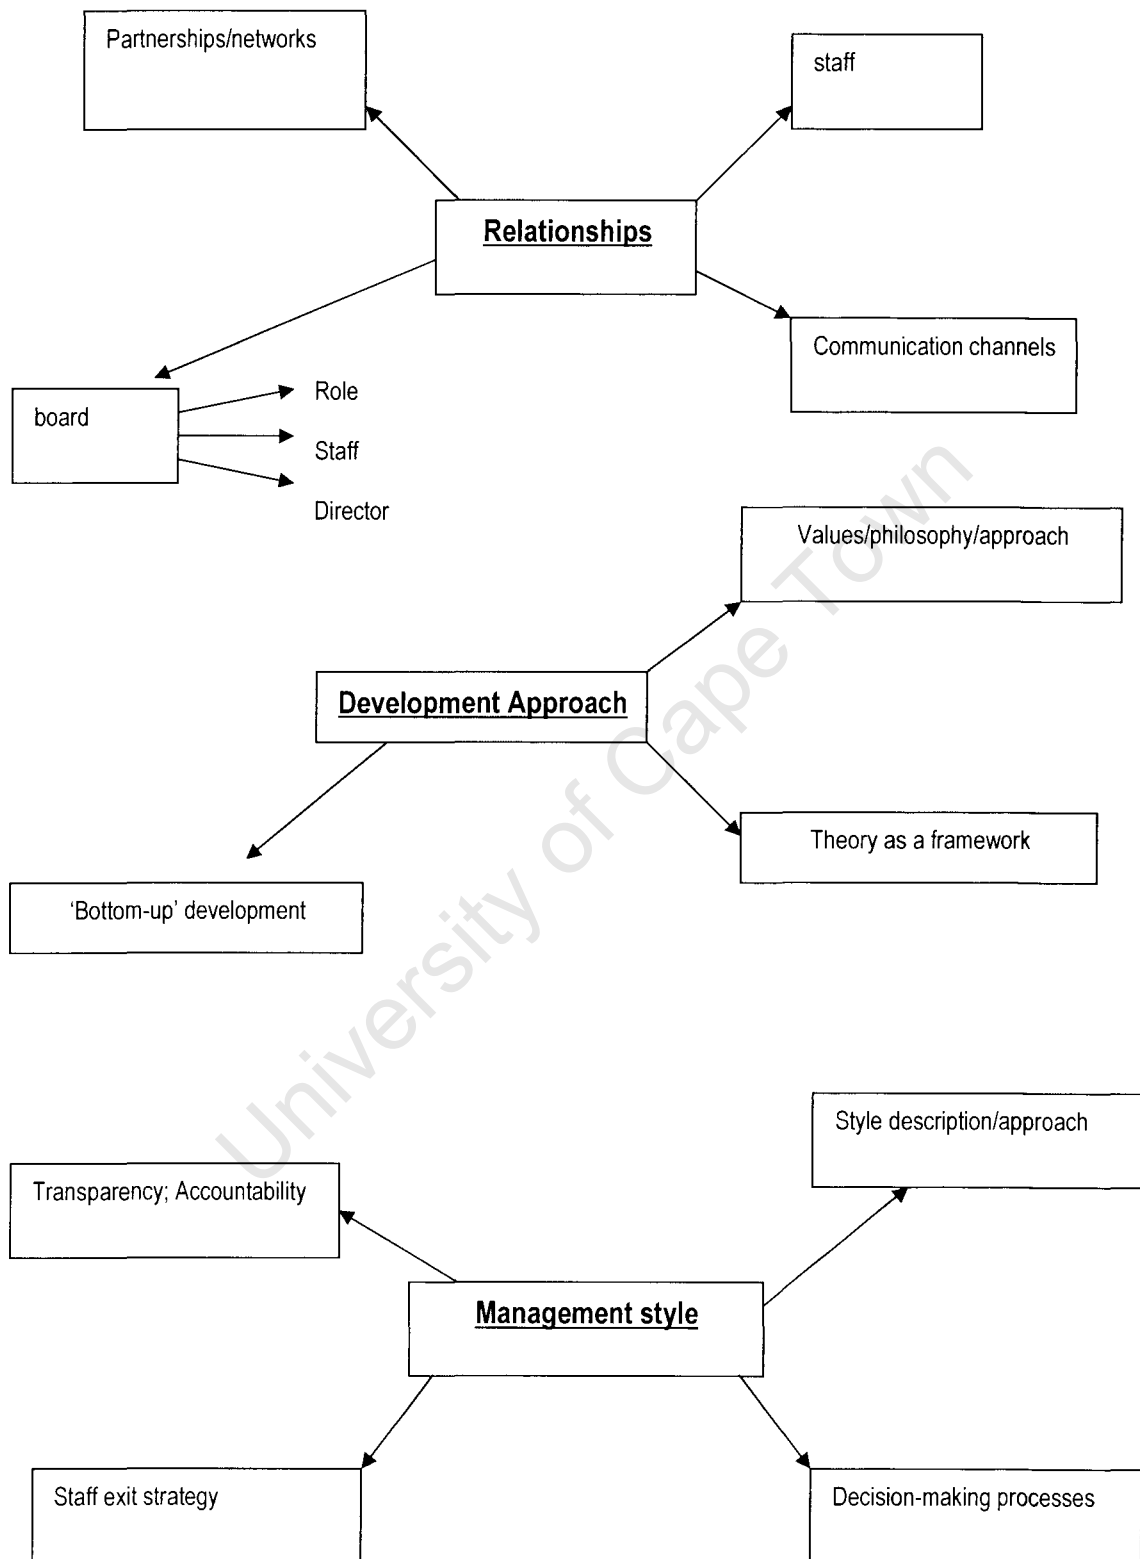 Partnerships/networks
staff
Relationships
Communication channels
board
Role
Staff
Director
Values/philosophy/approach
Development Approach
Theory as a framework
'Bottom-up' development
Style description/approach
Transparency; Accountability
Management style
Staff exit strategy
Decision-making processes
University of Cape Town